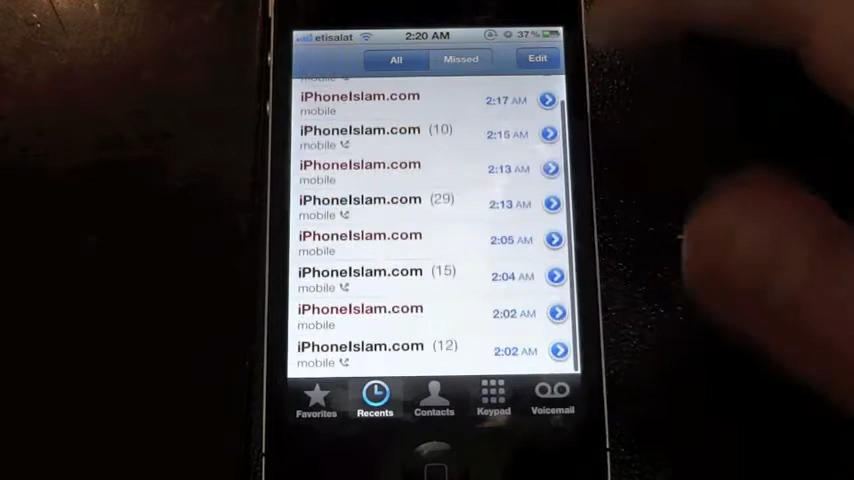 etisalat 2:20 AM 37%
All Missed Edit
mobile
iPhoneIslam.com 2:17 AM
mobile
iPhoneIslam.com (10) 2:15 AM
mobile
iPhoneIslam.com 2:13 AM
mobile
iPhoneIslam.com (29) 2:13 AM
mobile
iPhoneIslam.com 2:05 AM
mobile
iPhoneIslam.com (15) 2:04 AM
mobile
iPhoneIslam.com 2:02 AM
mobile
iPhoneIslam.com (12) 2:02 AM
mobile
Favorites Recents Contacts Keypad Voicemail